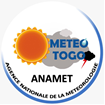 METEO
TOGO
ANAMET
AGENCE NATIONALE DE LA METEOROLOGIE